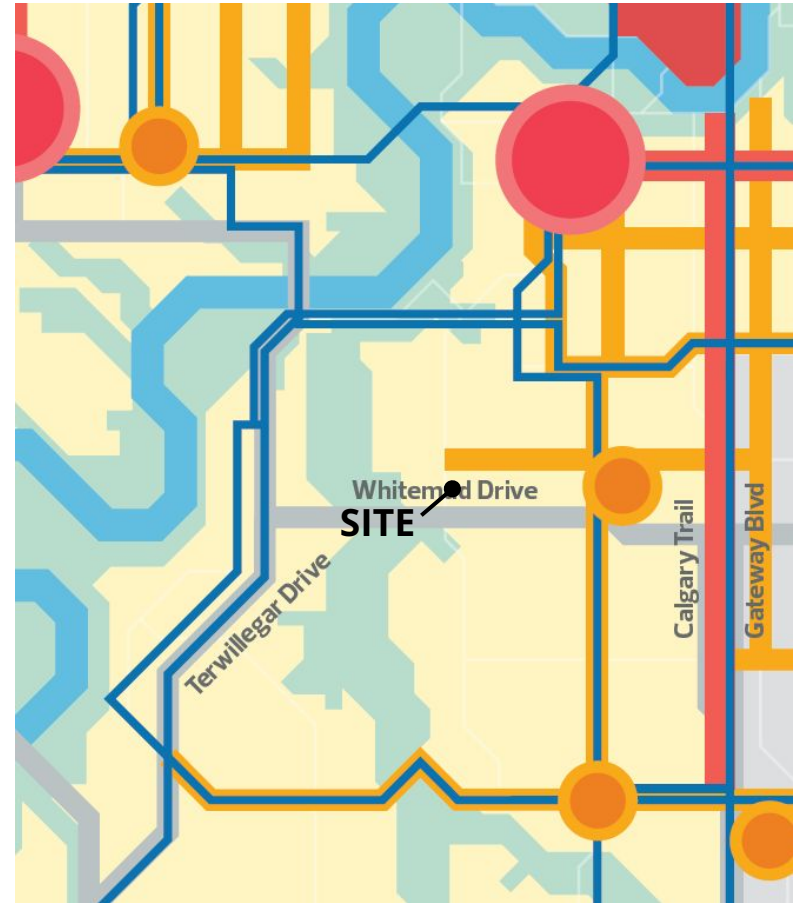 Whitemud Drive
SITE
Calgary Trail
Gateway Blvd
Terwillegar Drive